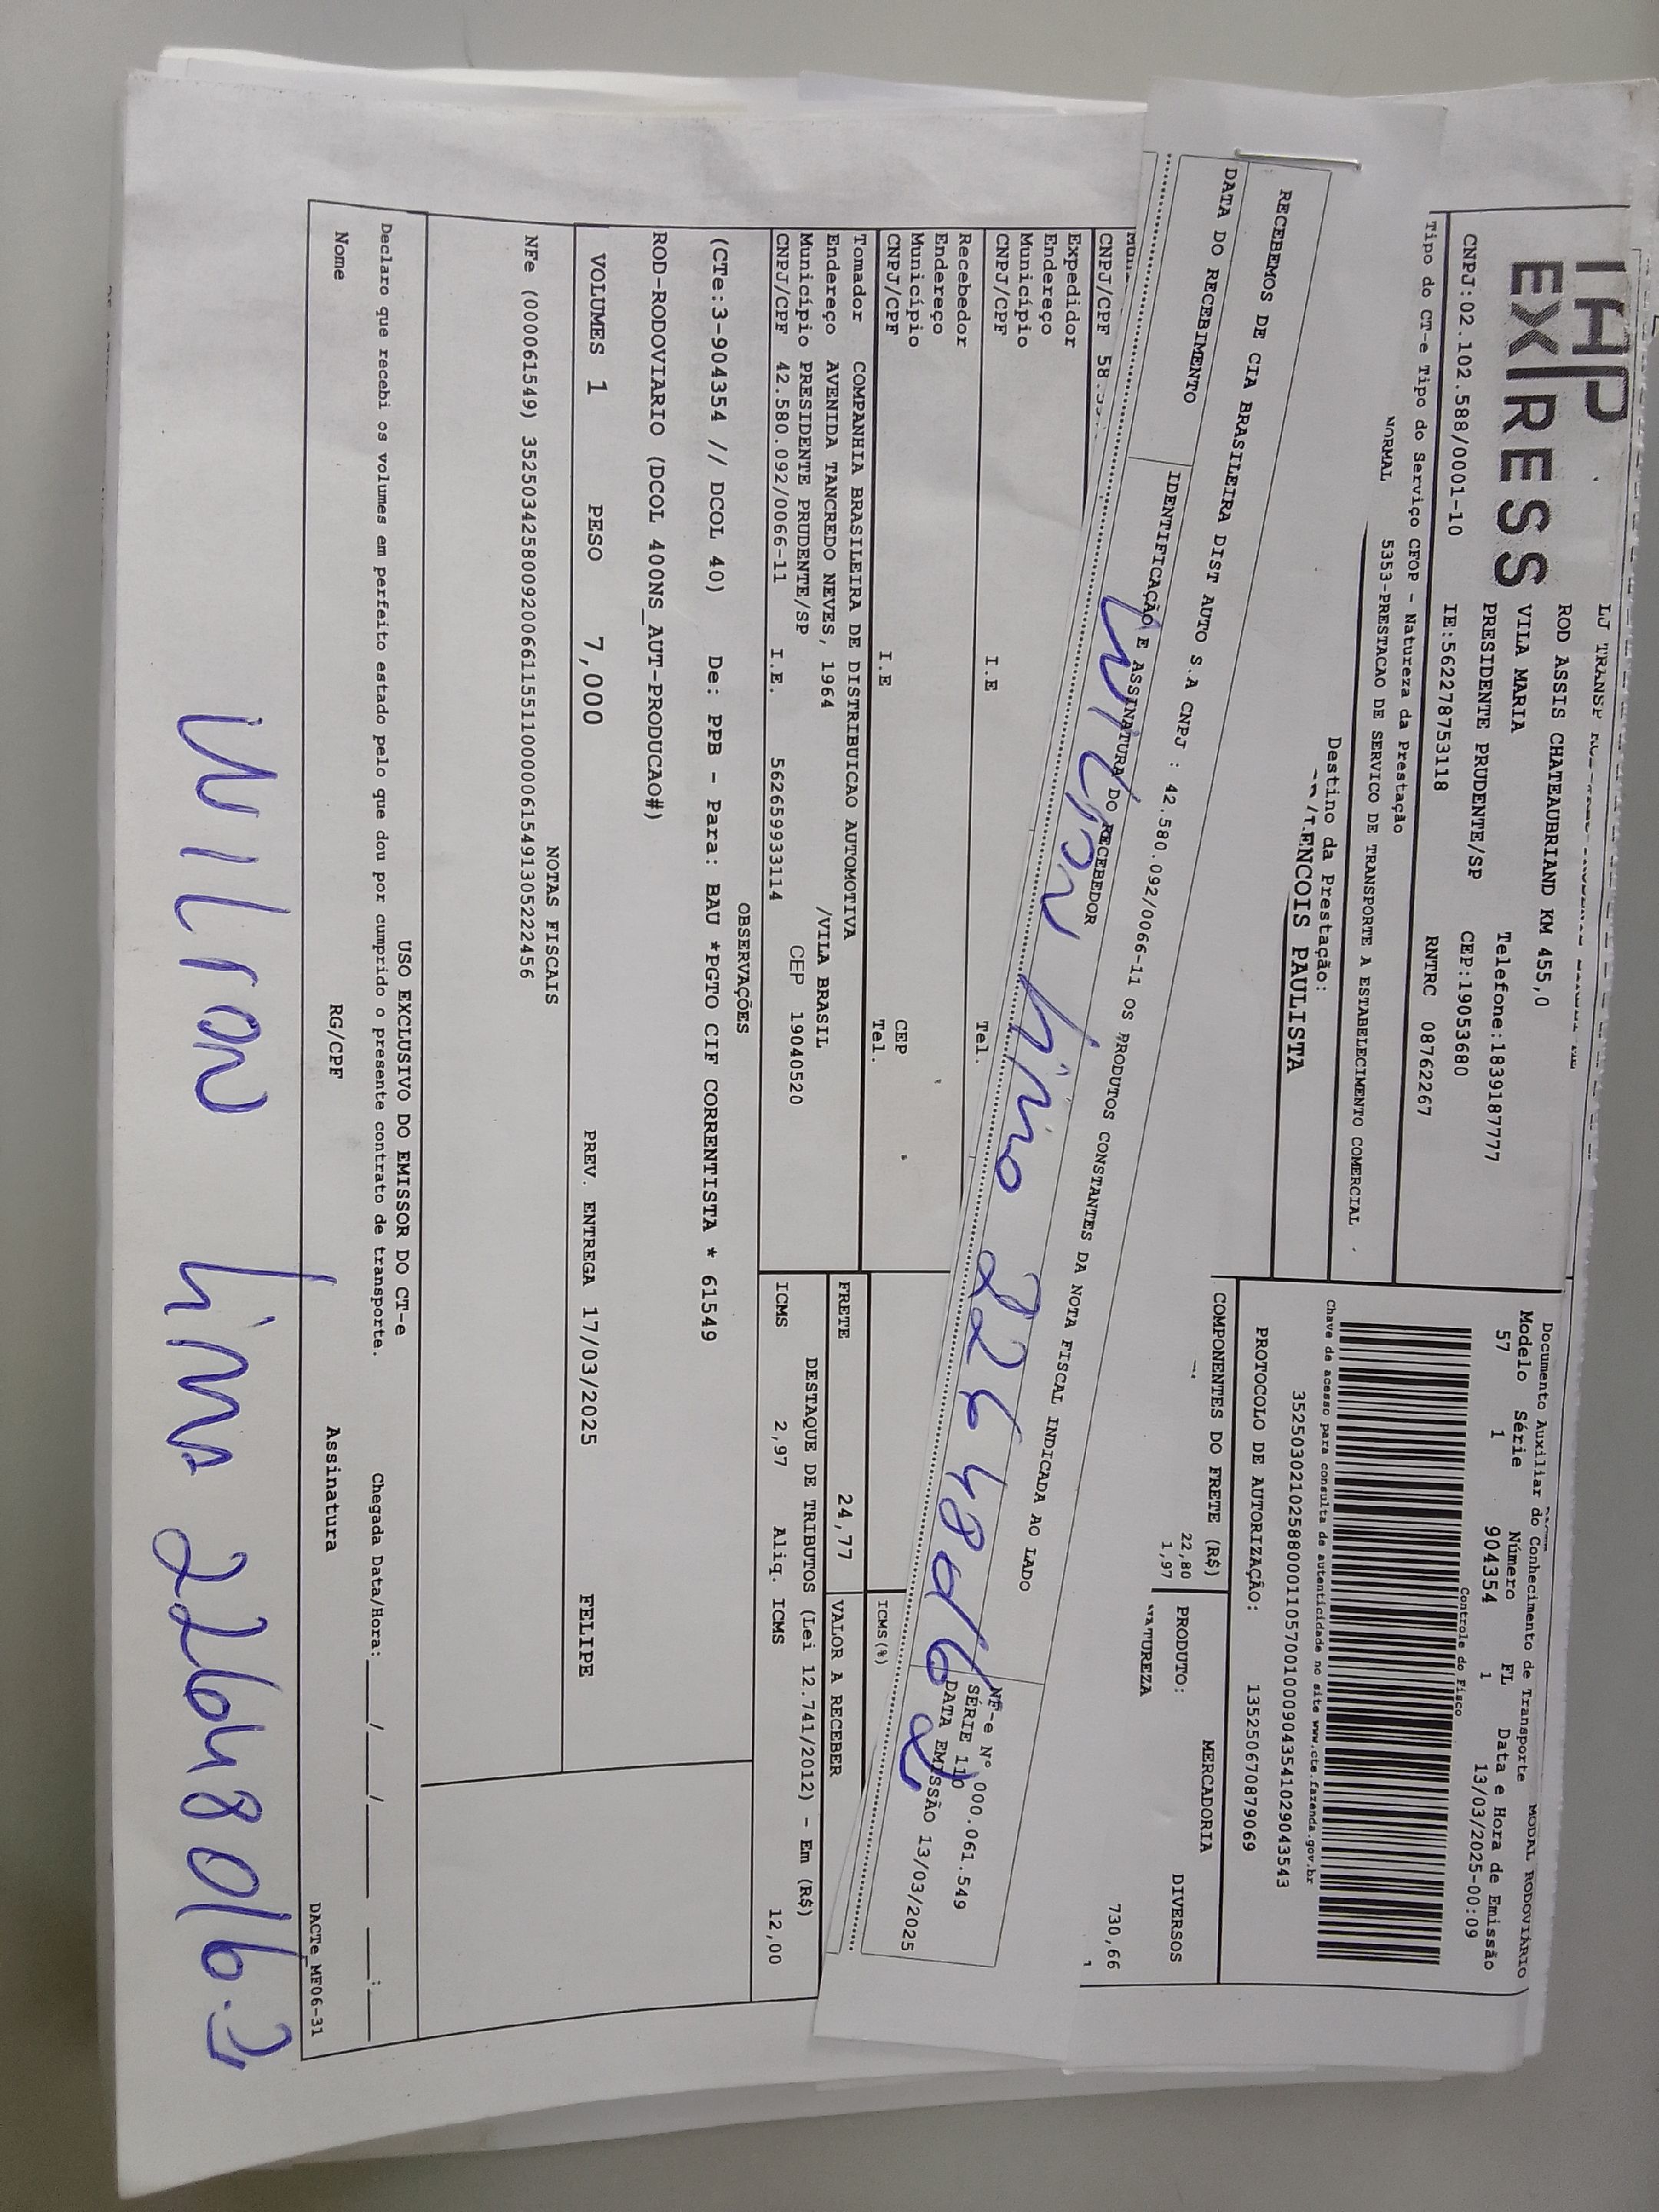 EXPRESS
ROD ASSIS CHATEAUBRIAND KM 455,0
VILA MARIA
PRESIDENTE PRUDENTE/SP
Telefone:1839187777
CNPJ:02.102.588/0001-10
IE:562278753118
CEP:19053680
RNTRC 08762267
Tipo do CT-e Tipo do Serviço CFOP - Natureza da Prestação
NORMAL 5353-PRESTACAO DE SERVICO DE TRANSPORTE A ESTABELECIMENTO COMERCIAL
Destino da Prestação:
PAULISTA
MODAL RODOVIÁRIO
Documento Auxiliar do Conhecimento de Transporte
Modelo Série Número FL Data e Hora de Emissão
57 1 904354 1 13/03/2025-00:09
Controle do Fisco
Chave de acesso para consulta de autenticidade no site www.cte.fazenda.gov.br
35250302102588000110570010009043541029043543
PROTOCOLO DE AUTORIZAÇÃO: 135250670879069
COMPONENTES DO FRETE (R$)
22,80
1,97
MERCADORIA
PRODUTO: DIVERSOS
730,66
RECEBEMOS DE CIA BRASILEIRA DIST AUTO S.A CNPJ : 42.580.092/0066-11 OS PRODUTOS CONSTANTES DA NOTA FISCAL INDICADA AO LADO
DATA DO RECEBIMENTO
IDENTIFICAÇÃO E ASSINATURA DO RECEBEDOR
NF-e Nº 000.061.549
SÉRIE 110
DATA EMISSÃO 13/03/2025
Wilson Lima
CNPJ/CPF 58.
Expedidor
Endereço
Município
CNPJ/CPF I.E Tel.
Recebedor
Endereço
Município CEP
CNPJ/CPF I.E Tel.
ICMS(%)
Tomador COMPANHIA BRASILEIRA DE DISTRIBUICAO AUTOMOTIVA
Endereço AVENIDA TANCREDO NEVES, 1964 /VILA BRASIL
Município PRESIDENTE PRUDENTE/SP CEP 19040520
CNPJ/CPF 42.580.092/0066-11 I.E. 562659933114
FRETE 24,77 VALOR A RECEBER
DESTAQUE DE TRIBUTOS (Lei 12.741/2012) - Em (R$)
ICMS 2,97 Aliq. ICMS 12,00
OBSERVAÇÕES
(CTe:3-904354 // DCOL 40) De: PPB - Para: BAU *PGTO CIF CORRENTISTA * 61549
ROD-RODOVIARIO (DCOL 400NS_AUT-PRODUCAO#)
VOLUMES 1 PESO 7,000 PREV. ENTREGA 17/03/2025 FELIPE
NOTAS FISCAIS
NFe (000061549) 35250342580092006611551100000615491305222456
USO EXCLUSIVO DO EMISSOR DO CT-e
Declaro que recebi os volumes em perfeito estado pelo que dou por cumprido o presente contrato de transporte. Chegada Data/Hora:___/___/_____ ___:___
Nome RG/CPF Assinatura
DACTe_MF06-31
Wilson Lima